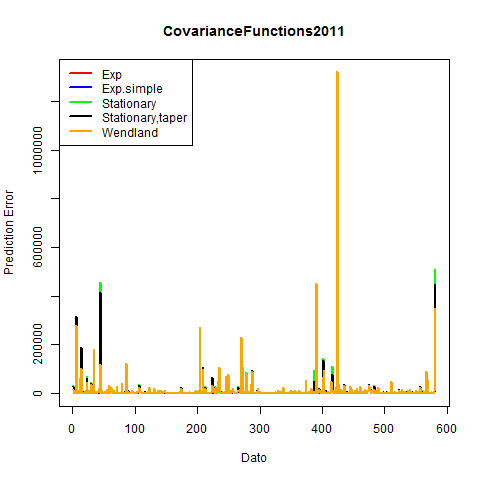 CovarianceFunctions2011
Exp
Exp.simple
Stationary
Stationary,taper
Wendland
Prediction Error
0
200000
600000
1000000
0
100
200
300
400
500
600
Dato